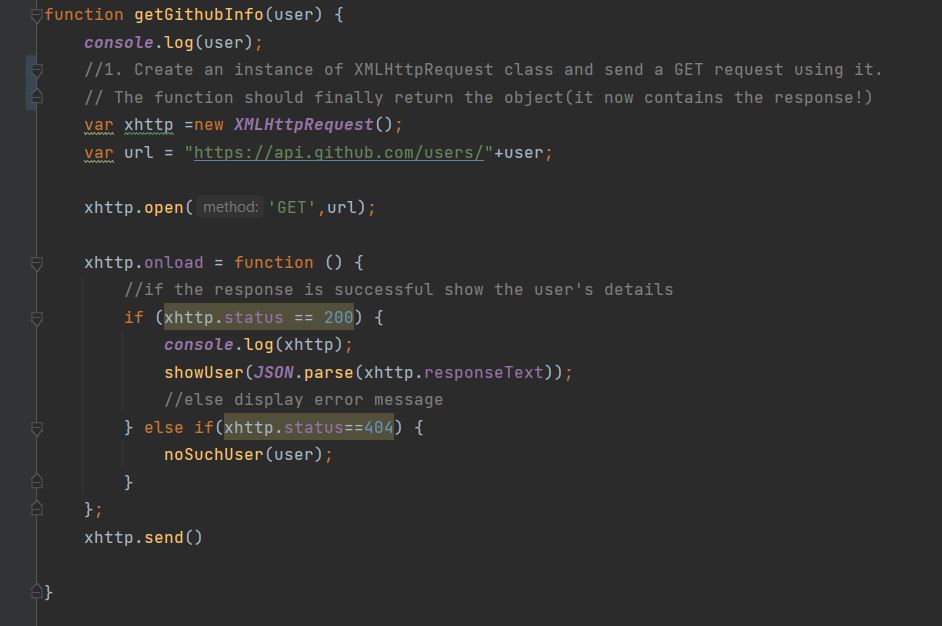 function getGithubInfo(user) {
console.log(user);
//1. Create an instance of XMLHttpRequest class and send a GET request using it.
// The function should finally return the object(it now contains the response!)
var xhttp =new XMLHttpRequest();
var url = "https://api.github.com/users/"+user;
xhttp.open( method: 'GET',url);
xhttp.onload = function () {
//if the response is successful show the user's details
if (xhttp.status == 200) {
console.log(xhttp);
showUser(JSON.parse(xhttp.responseText));
//else display error message
} else if(xhttp.status==404) {
noSuchUser(user);
}
};
xhttp.send()
}